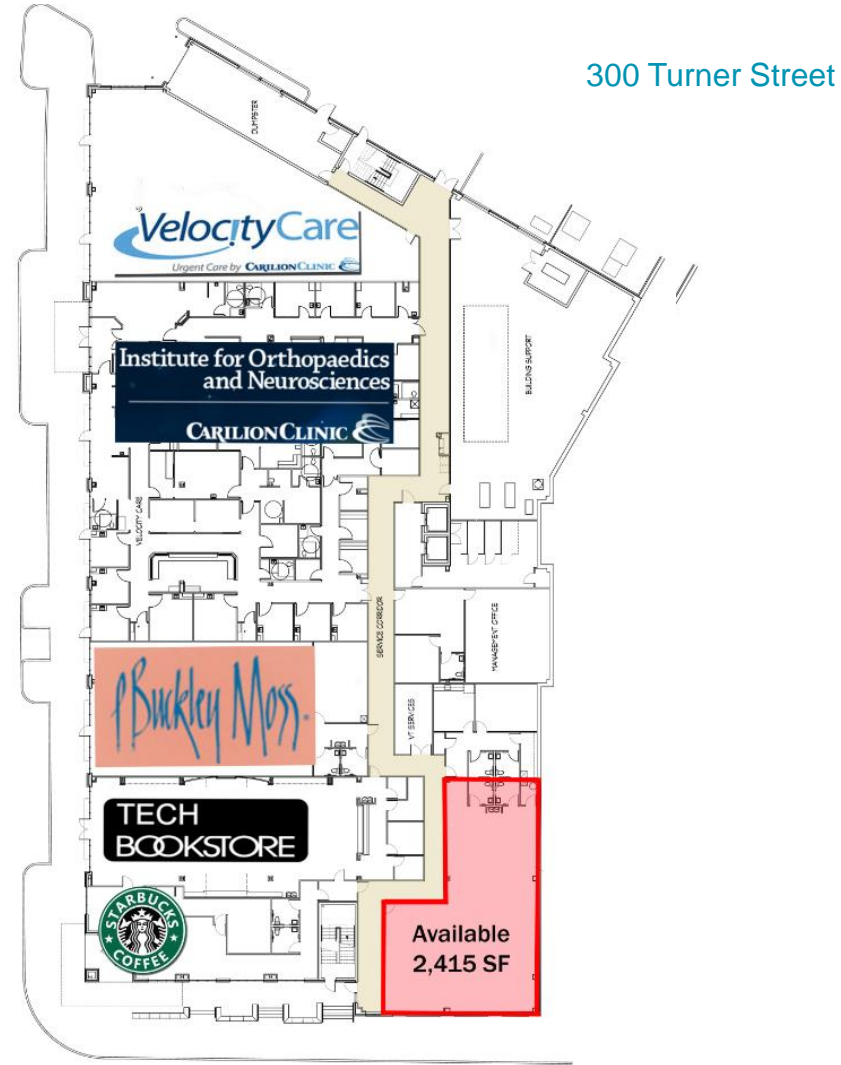 300 Turner Street
DUMPSTER
VelocityCare
Urgent Care by CARILION CLINIC
BUILDING SUPPORT
Institute for Orthopaedics
and Neurosciences
CARILION CLINIC
VELOCITY CARE
SERVICE CORRIDOR
MANAGEMENT OFFICE
P Buckley Moss.
VT SERVICES
TECH
BOOKSTORE
STARBUCKS
COFFEE
Available
2,415 SF